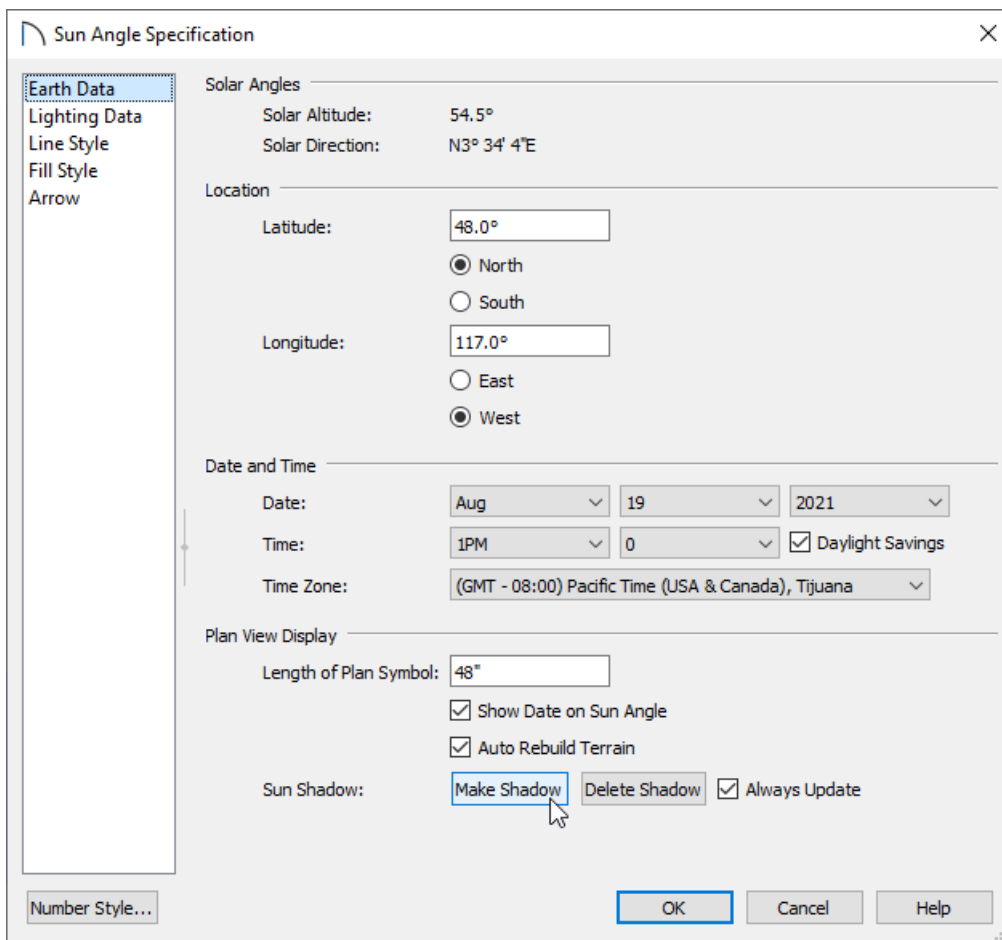 Sun Angle Specification
Earth Data
Lighting Data
Line Style
Fill Style
Arrow
Solar Angles
Solar Altitude: 54.5°
Solar Direction: N3° 34' 4"E
Location
Latitude: 48.0°
North
South
Longitude: 117.0°
East
West
Date and Time
Date: Aug 19 2021
Time: 1PM 0 Daylight Savings
Time Zone: (GMT - 08:00) Pacific Time (USA & Canada), Tijuana
Plan View Display
Length of Plan Symbol: 48"
Show Date on Sun Angle
Auto Rebuild Terrain
Sun Shadow: Make Shadow Delete Shadow Always Update
Number Style... OK Cancel Help